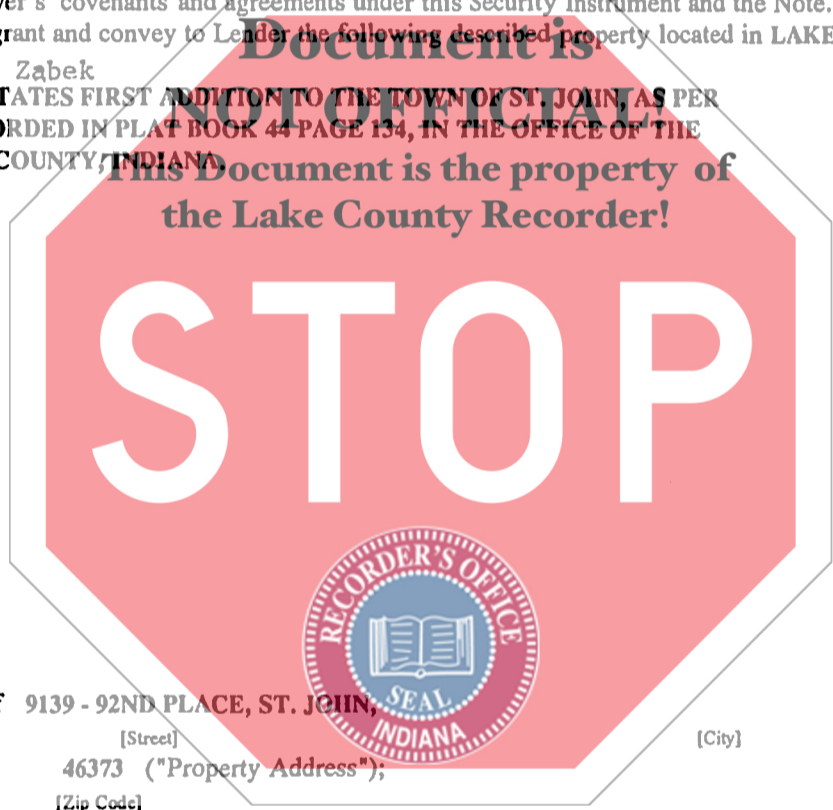 er's covenants and agreements under this Security Instrument and the Note.
grant and convey to Lender the following described property located in LAKE
Document is
Ząbek
TATES FIRST ADDITION TO THE TOWN OF ST. JOHN, AS PER
NOT OFFICIAL!
ORDED IN PLAT BOOK 44 PAGE 134, IN THE OFFICE OF THE
COUNTY, INDIANA.
This Document is the property of
the Lake County Recorder!
STOP
RECORDER'S OFFICE
SEAL
INDIANA
f 9139 - 92ND PLACE, ST. JOHN,
[Street] [City]
46373 ("Property Address");
[Zip Code]